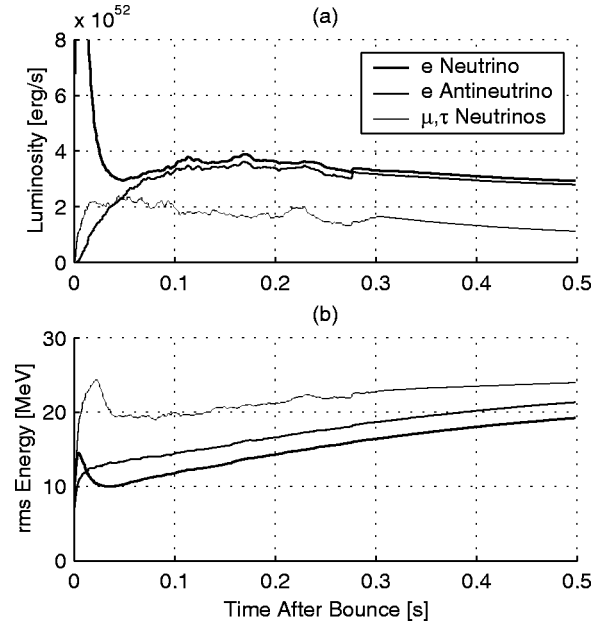 (a)
x 10^52
8
6
4
2
0
Luminosity [erg/s]
e Neutrino
e Antineutrino
μ,τ Neutrinos
0 0.1 0.2 0.3 0.4 0.5
(b)
30
20
10
0
rms Energy [MeV]
0 0.1 0.2 0.3 0.4 0.5
Time After Bounce [s]